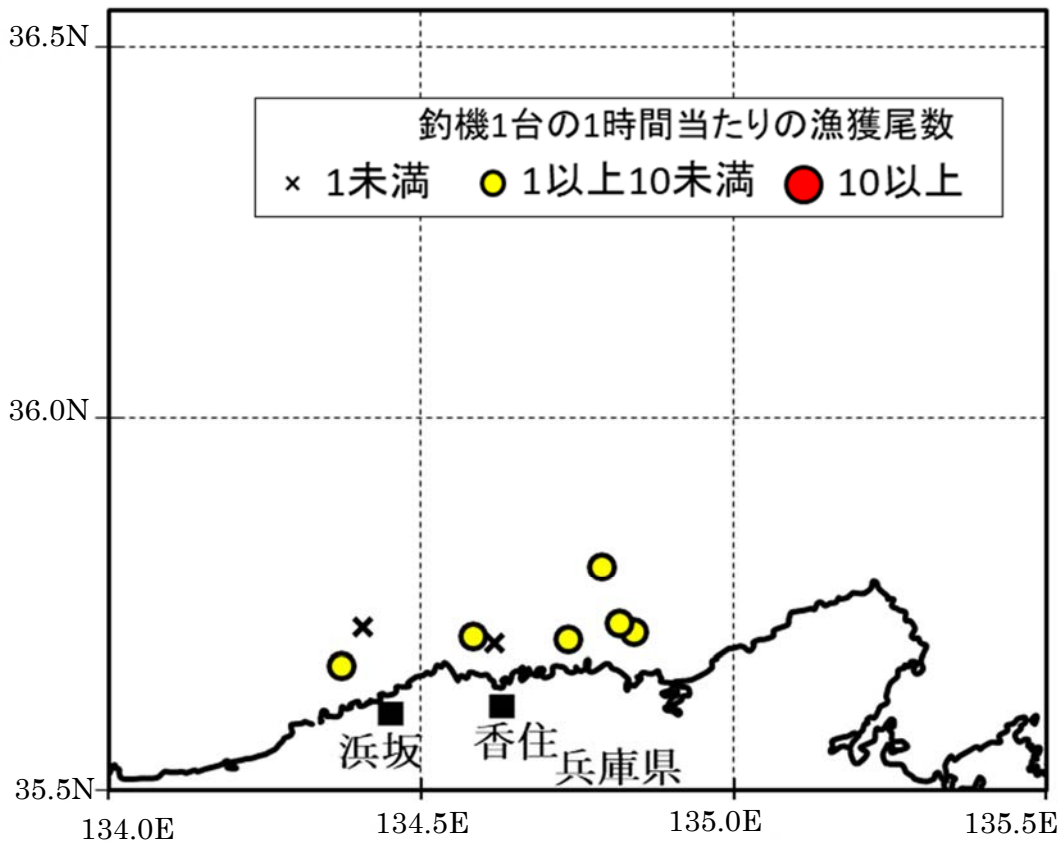 36.5N
釣機1台の1時間当たりの漁獲尾数
× 1未満 1以上10未満 10以上
36.0N
浜坂
香住
兵庫県
35.5N
134.0E 134.5E 135.0E 135.5E